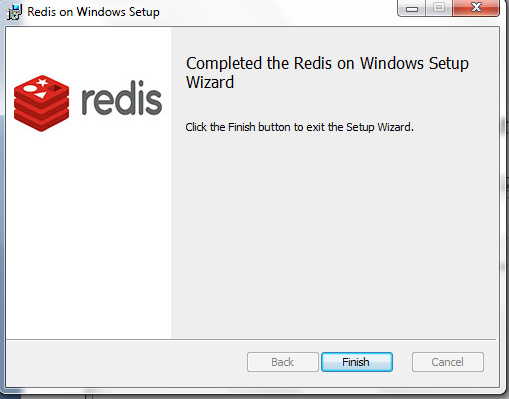 Redis on Windows Setup
redis
Completed the Redis on Windows Setup
Wizard
Click the Finish button to exit the Setup Wizard.
Back
Finish
Cancel